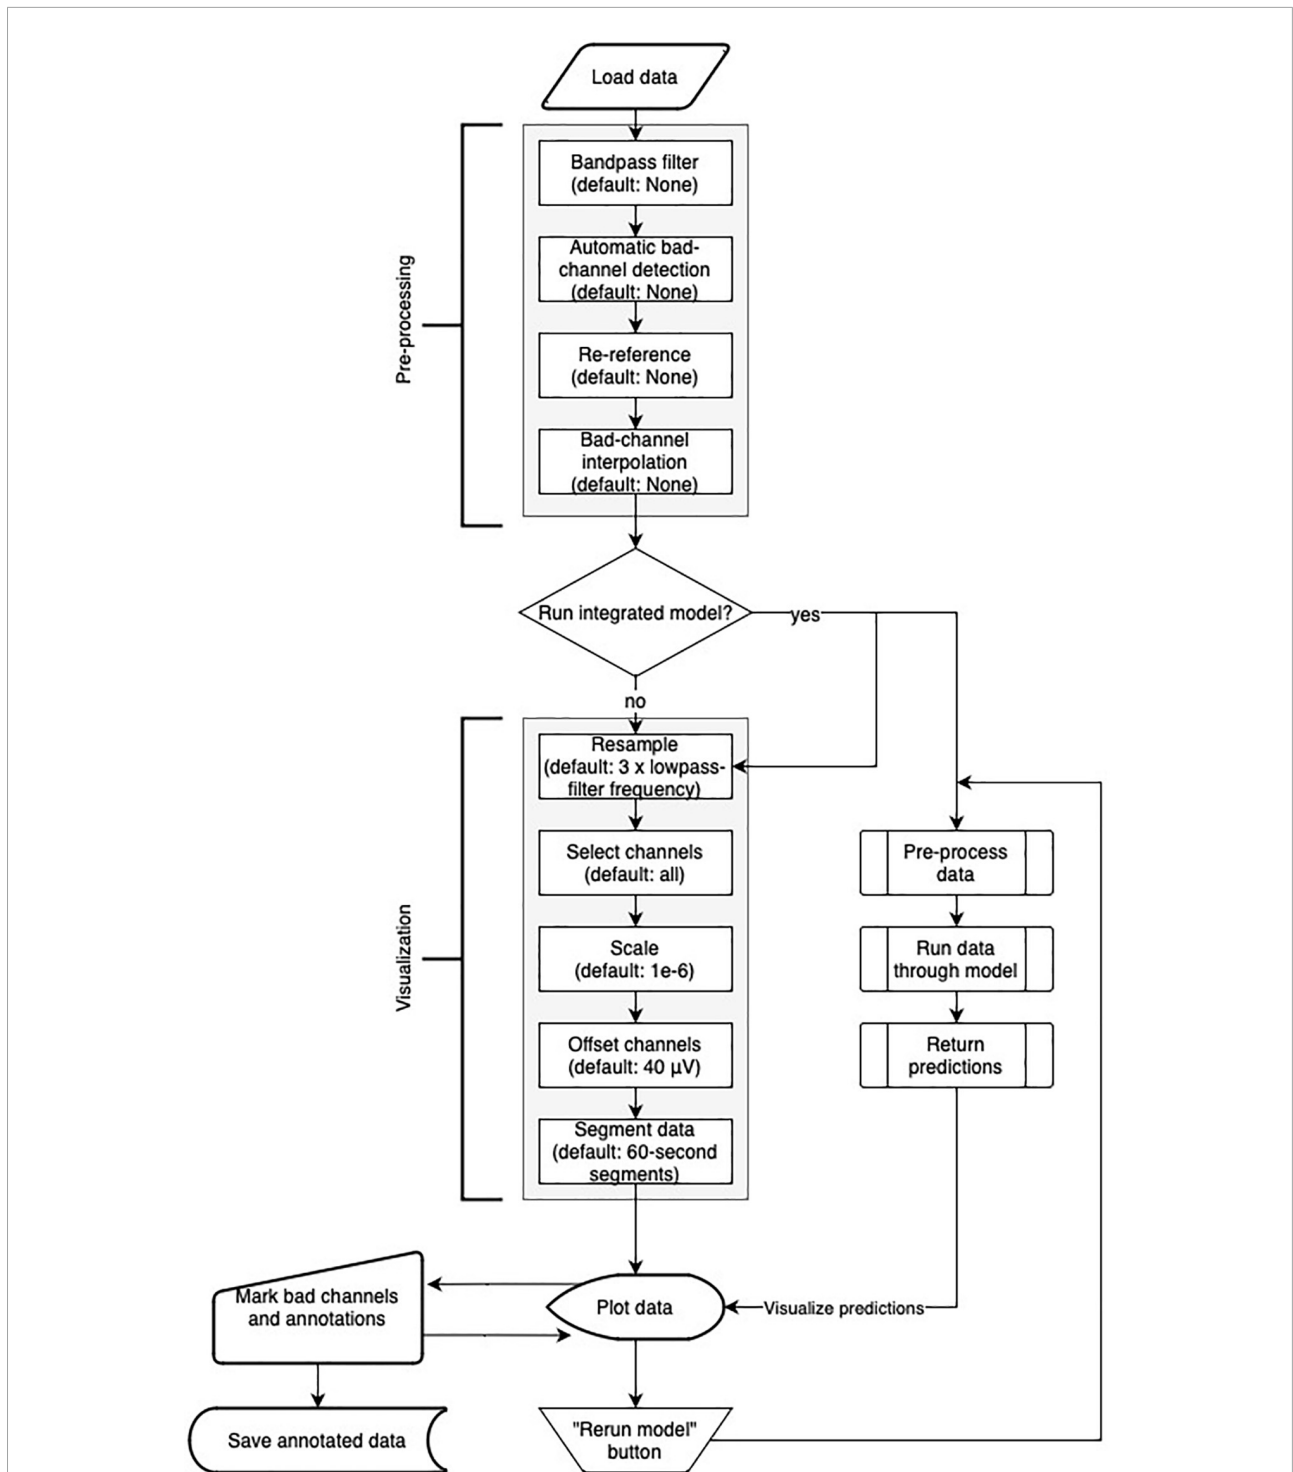 Load data
Pre-processing
Bandpass filter
(default: None)
Automatic bad-
channel detection
(default: None)
Re-reference
(default: None)
Bad-channel
interpolation
(default: None)
Run integrated model?
yes
no
Visualization
Resample
(default: 3 x lowpass-
filter frequency)
Select channels
(default: all)
Scale
(default: 1e-6)
Offset channels
(default: 40 µV)
Segment data
(default: 60-second
segments)
Pre-process
data
Run data
through model
Return
predictions
Mark bad channels
and annotations
Plot data
Visualize predictions
Save annotated data
"Rerun model"
button